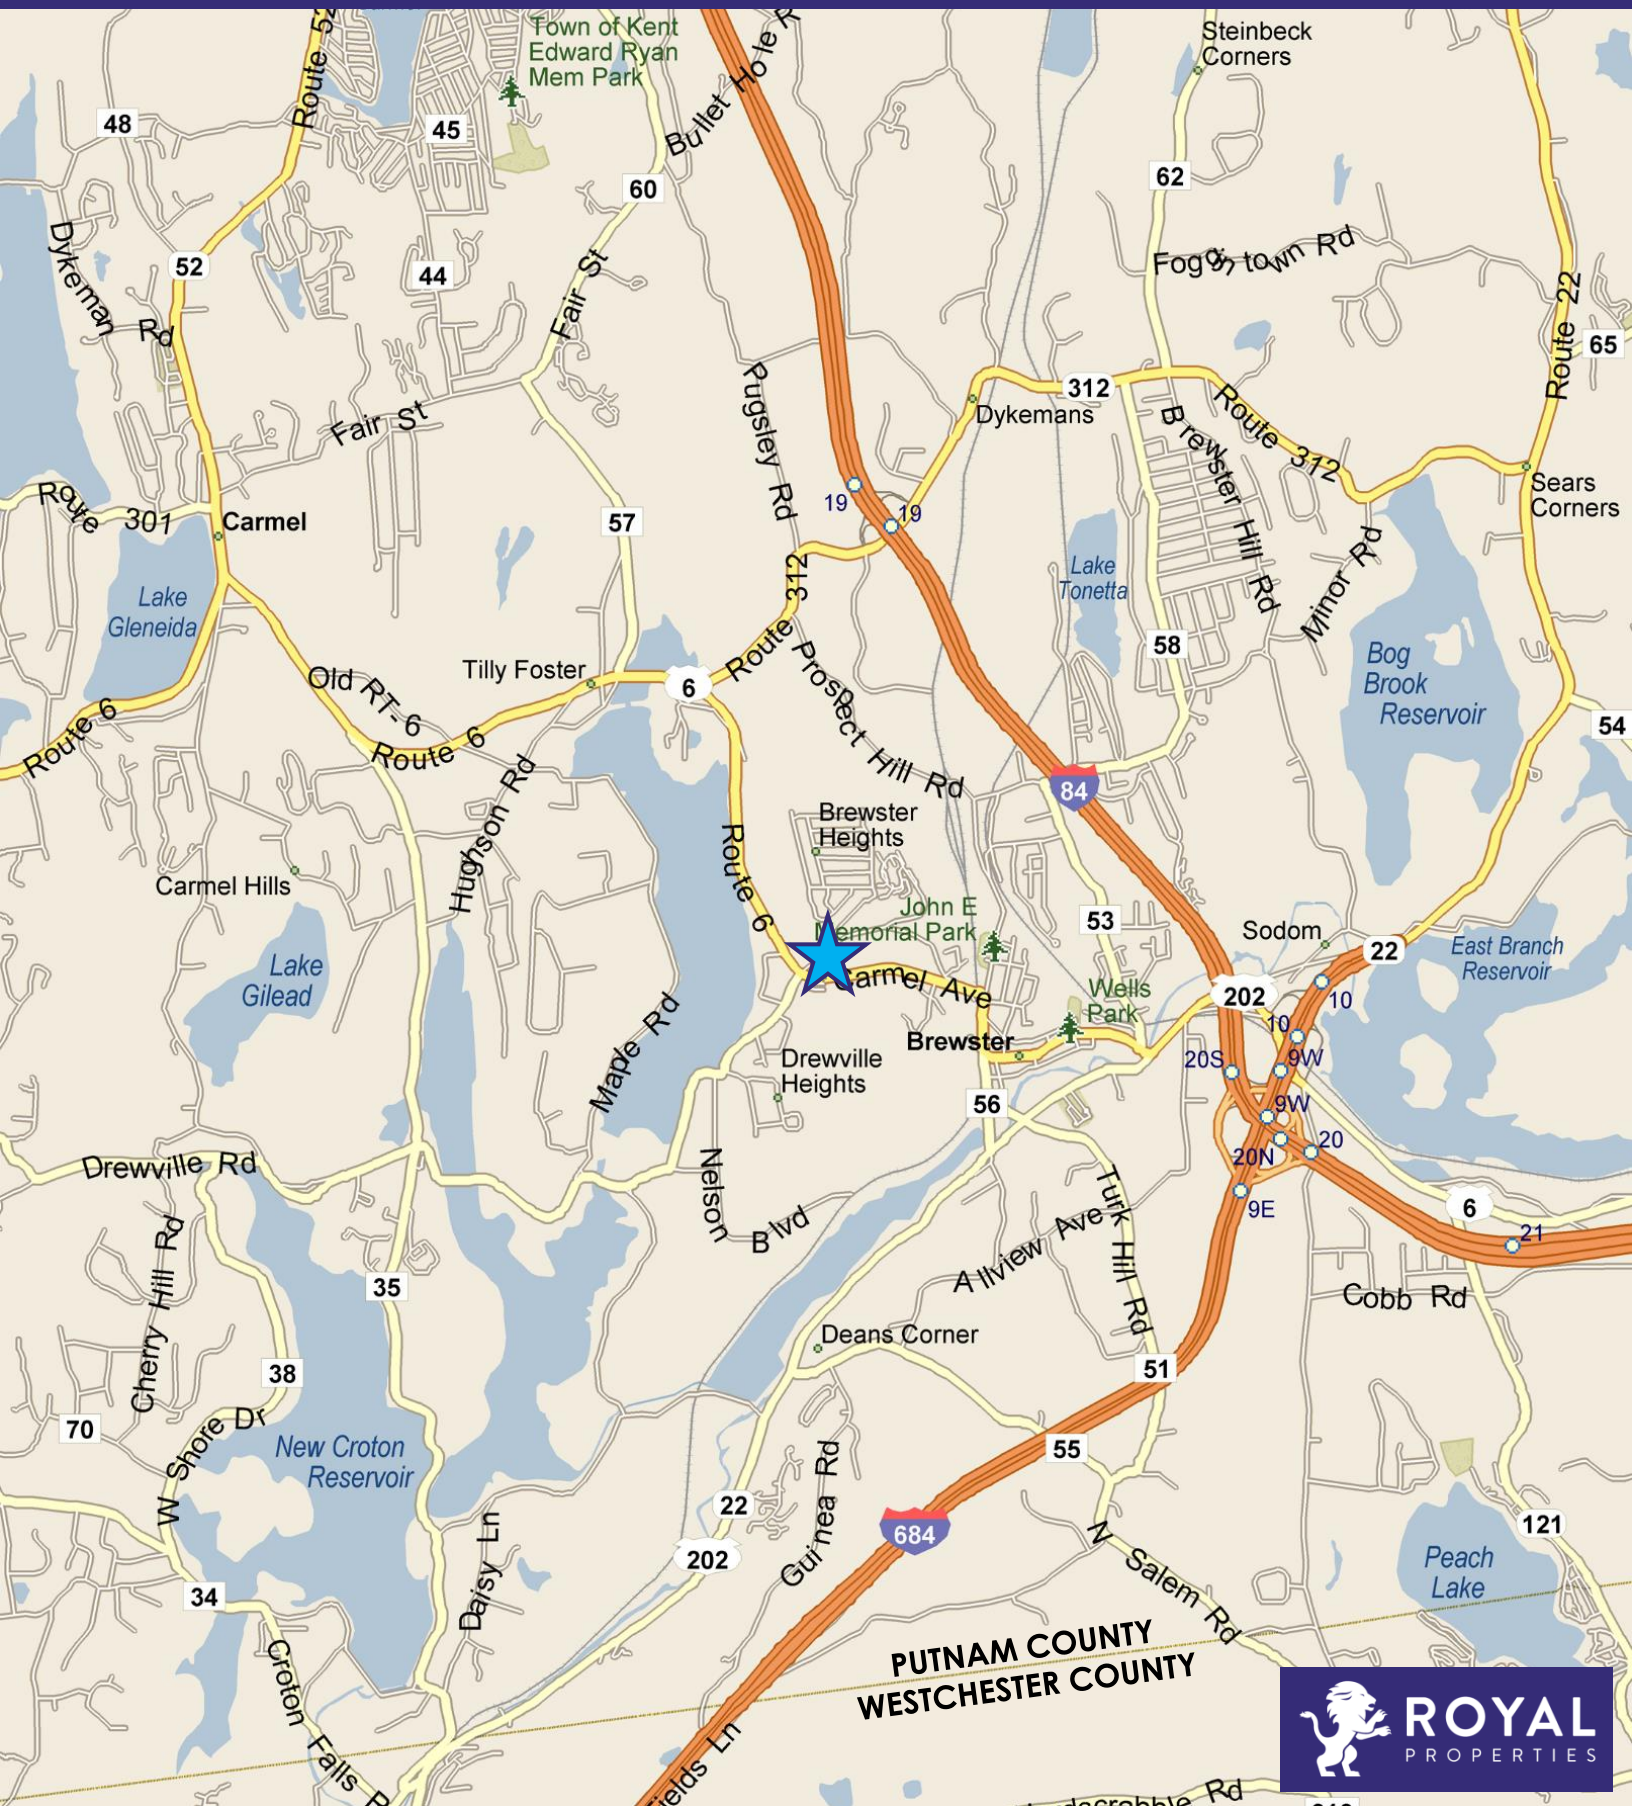 Town of Kent
Edward Ryan
Mem Park
Route 52
Bullet Hole R
Steinbeck
Corners
48
45
60
62
Dykeman Rd
52
44
Fair St
Foggintown Rd
Route 22
65
Pugsley Rd
312
Dykemans
Route 312
Brewster Hill Rd
Fair St
Sears
Corners
Route 301
Carmel
57
19
19
Lake
Tonetta
Minor Rd
Lake
Gleneida
Route 312
58
Bog
Brook
Reservoir
Tilly Foster
6
Prospect Hill Rd
Old RT-6
54
Route 6
Route 6
Hughson Rd
84
Brewster
Heights
Route 6
Carmel Hills
John E
Memorial Park
53
Sodom
22
East Branch
Reservoir
Lake
Gilead
Carmel Ave
Wells
Park
202
10
10
Maple Rd
Brewster
Drewville
Heights
20S
9W
56
9W
20
20N
Drewville Rd
Nelson Blvd
Turk Hill Rd
9E
6
21
Cherry Hill Rd
Allview Ave
35
Cobb Rd
Deans Corner
38
51
70
W Shore Dr
New Croton
Reservoir
55
Guinea Rd
22
684
121
202
Daisy Ln
N Salem Rd
Peach
Lake
34
Croton Falls R
PUTNAM COUNTY
WESTCHESTER COUNTY
ields Ln
Rd
ROYAL
PROPERTIES